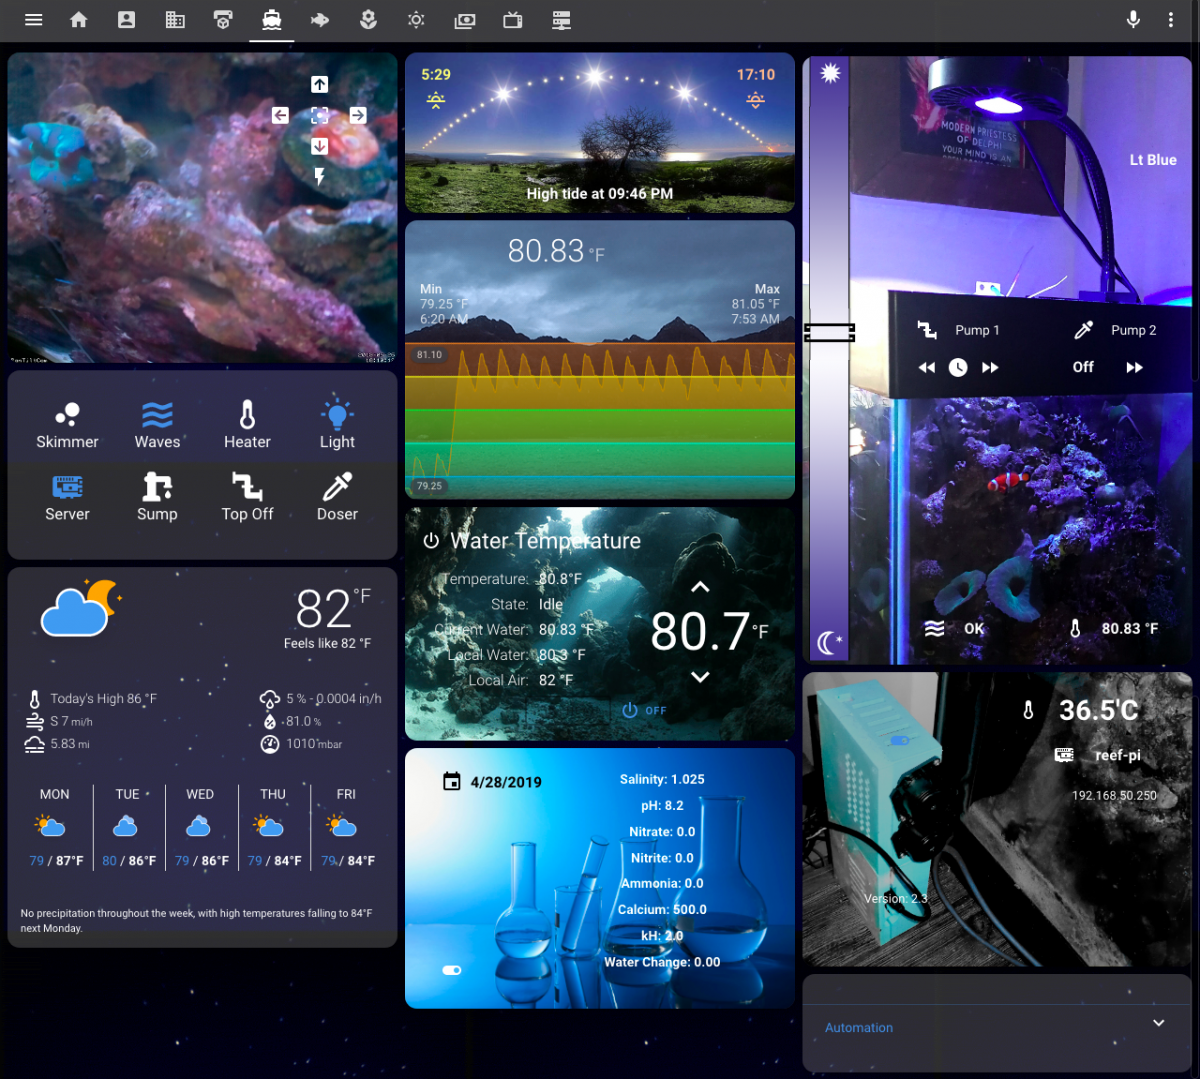 Skimmer
Waves
Heater
Light
Server
Sump
Top Off
Doser
82°F
Feels like 82 °F
Today's High 86 °F
5 % - 0.0004 in/h
S 7 mi/h
81.0 %
5.83 mi
1010 mbar
MON
TUE
WED
THU
FRI
79 / 87°F
80 / 86°F
79 / 86°F
79 / 84°F
79 / 84°F
No precipitation throughout the week, with high temperatures falling to 84°F
next Monday.
5:29
17:10
High tide at 09:46 PM
80.83 °F
Min
79.25 °F
6:20 AM
Max
81.05 °F
7:53 AM
81.10
79.25
Water Temperature
Temperature: 80.8°F
State: Idle
Current Water: 80.83 °F
Local Water: 80.3 °F
Local Air: 82 °F
80.7°F
OFF
4/28/2019
Salinity: 1.025
pH: 8.2
Nitrate: 0.0
Nitrite: 0.0
Ammonia: 0.0
Calcium: 500.0
kH: 2.0
Water Change: 0.00
MODERN PRIESTESS
OF DELPHI
YOUR MIND IS AN
Lt Blue
Pump 1
Pump 2
Off
OK
80.83 °F
36.5'C
reef-pi
192.168.50.250
Version: 2.3
Automation